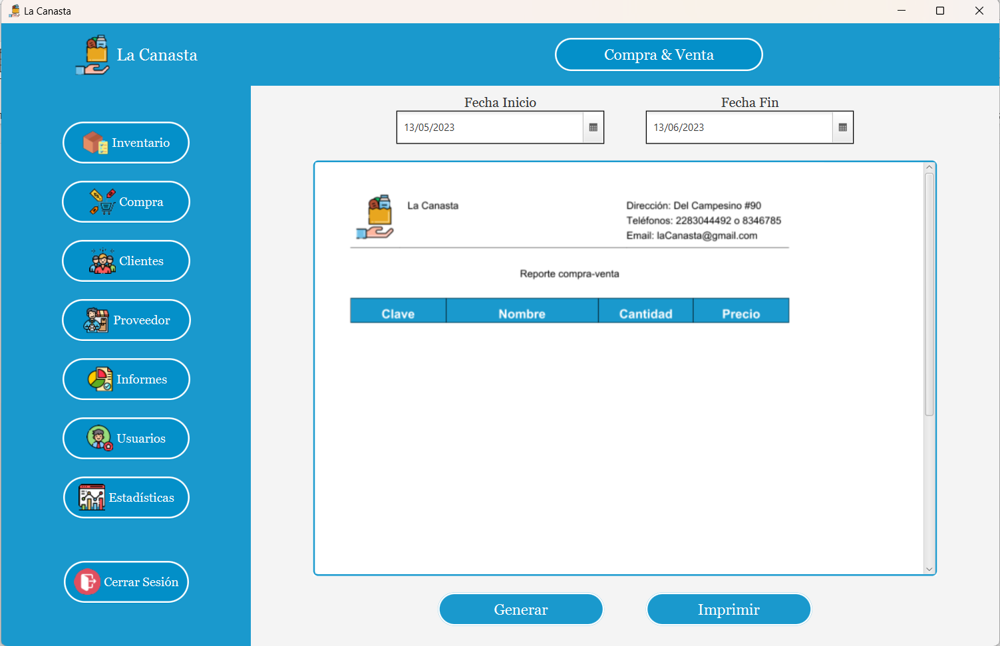 La Canasta
La Canasta
Compra & Venta
Inventario
Compra
Clientes
Proveedor
Informes
Usuarios
Estadísticas
Cerrar Sesión
Fecha Inicio
Fecha Fin
13/05/2023
13/06/2023
La Canasta
Dirección: Del Campesino #90
Teléfonos: 2283044492 o 8346785
Email: laCanasta@gmail.com
Reporte compra-venta
Clave Nombre Cantidad Precio
Generar
Imprimir